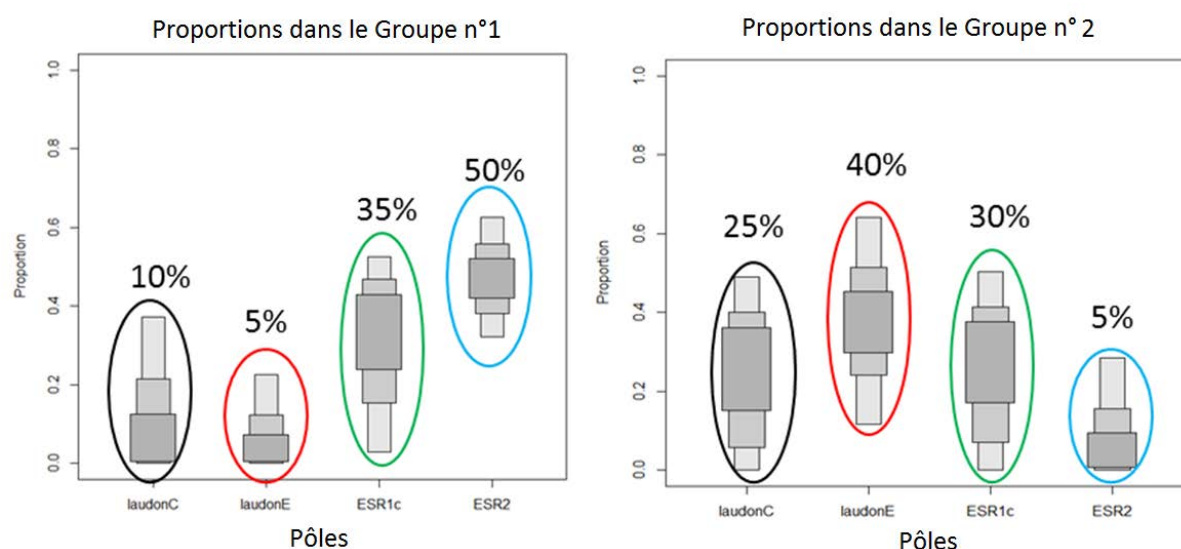 Proportions dans le Groupe n°1
Proportion
1.0
0.8
0.6
0.4
0.2
0.0
10%
5%
35%
50%
laudonC laudonE ESR1c ESR2
Pôles
Proportions dans le Groupe n° 2
Proportion
1.0
0.8
0.6
0.4
0.2
0.0
25%
40%
30%
5%
laudonC laudonE ESR1c ESR2
Pôles